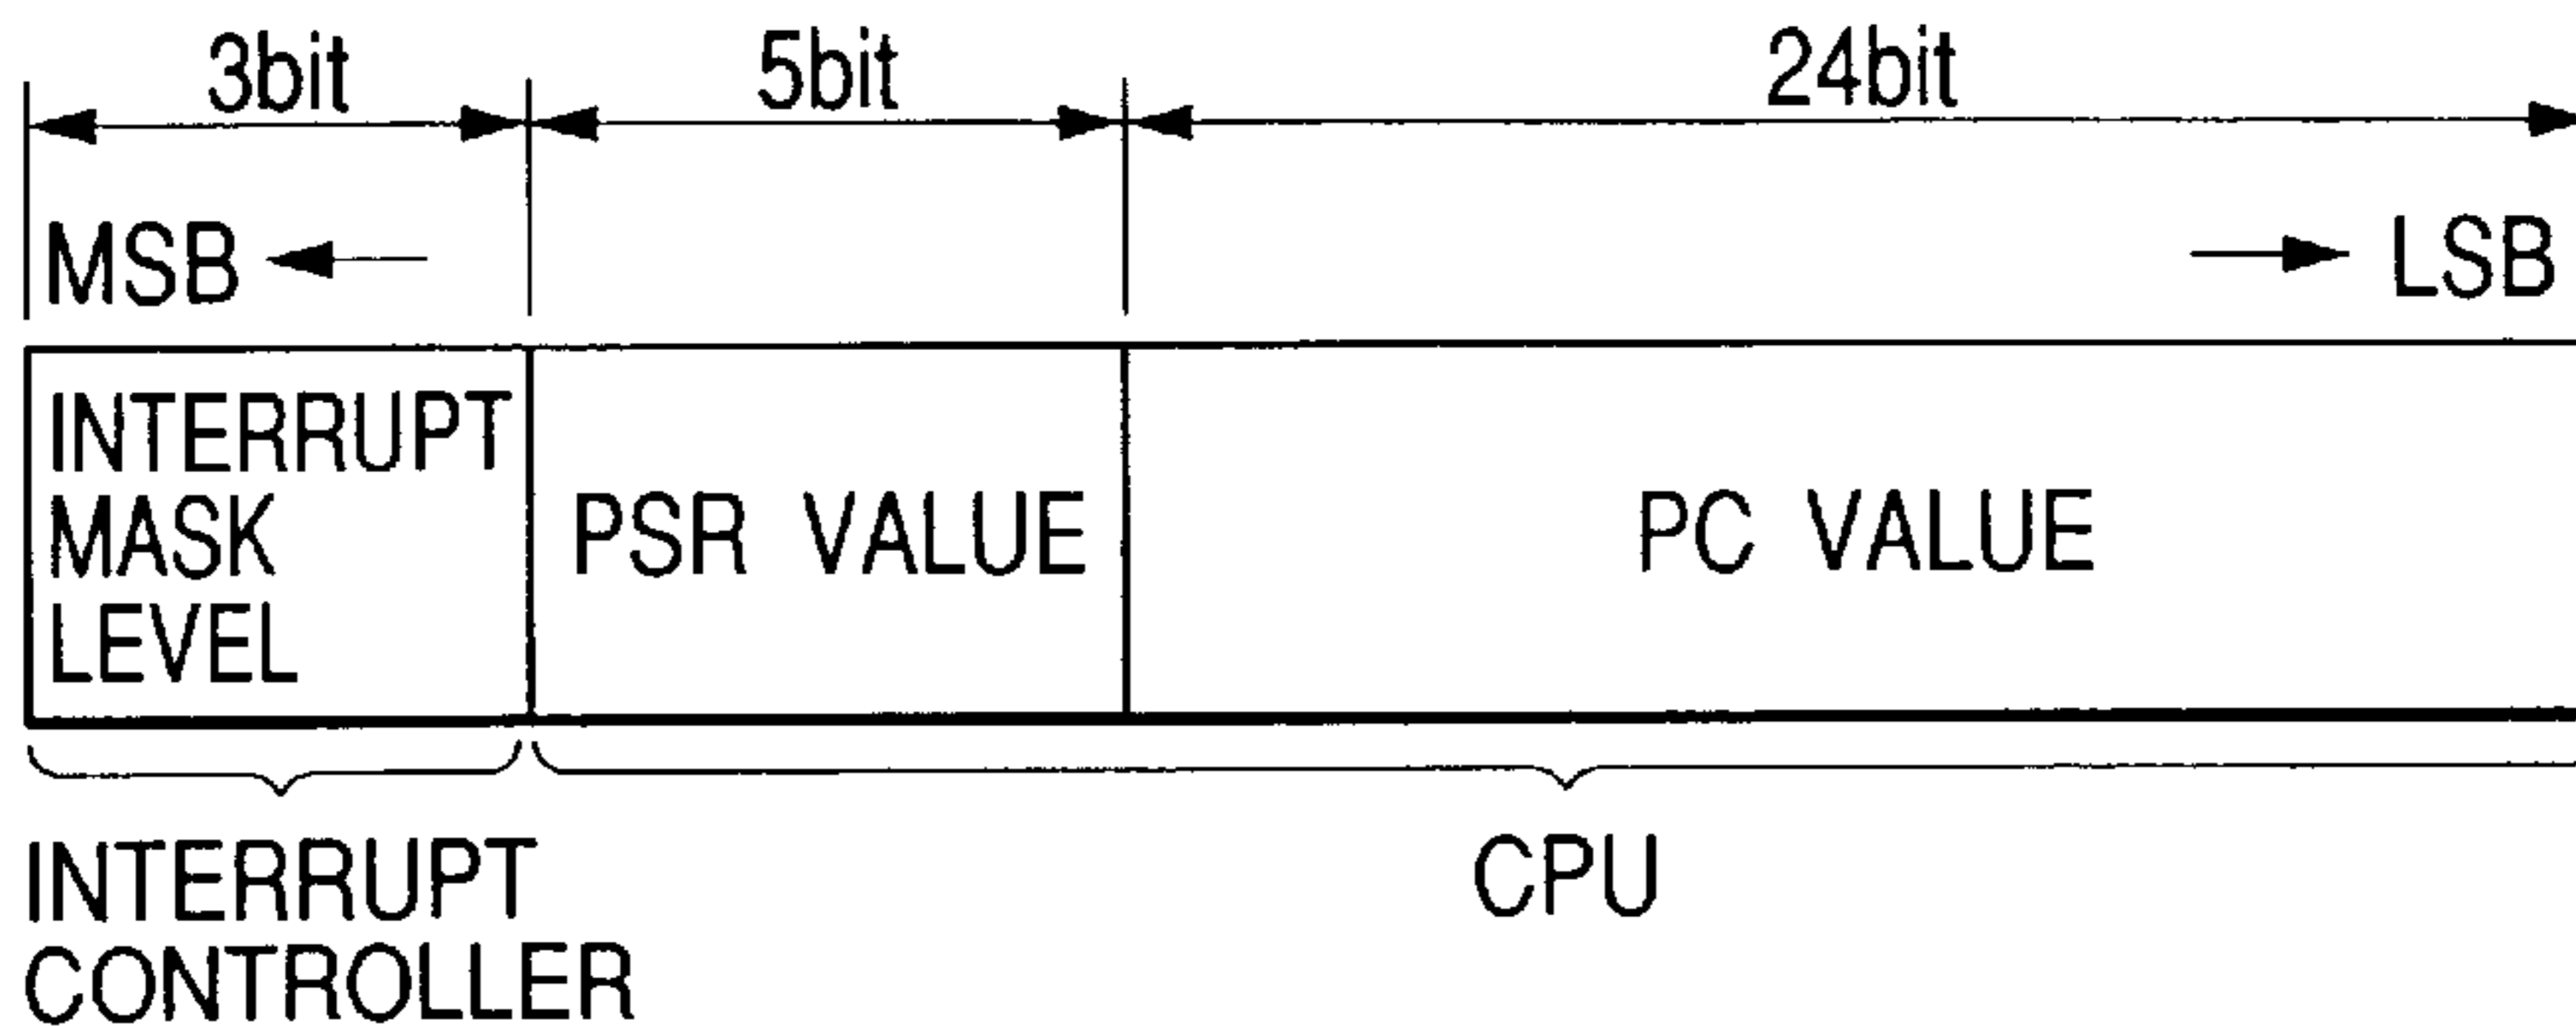 3bit 5bit 24bit
MSB LSB
INTERRUPT
MASK
LEVEL
PSR VALUE
PC VALUE
INTERRUPT
CONTROLLER
CPU